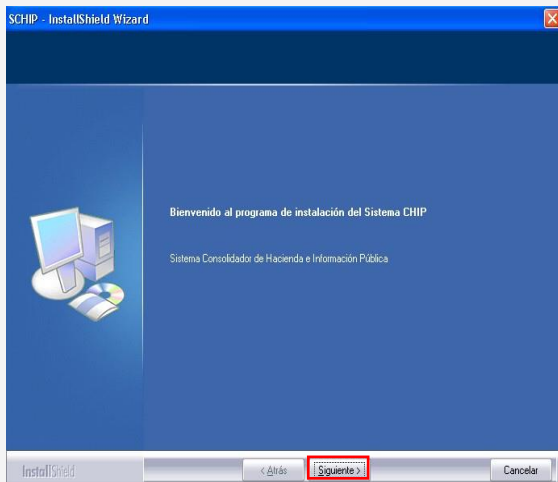 SCHIP - InstallShield Wizard
Bienvenido al programa de instalación del Sistema CHIP
Sistema Consolidador de Hacienda e Información Pública
InstallShield
< Atrás
Siguiente >
Cancelar